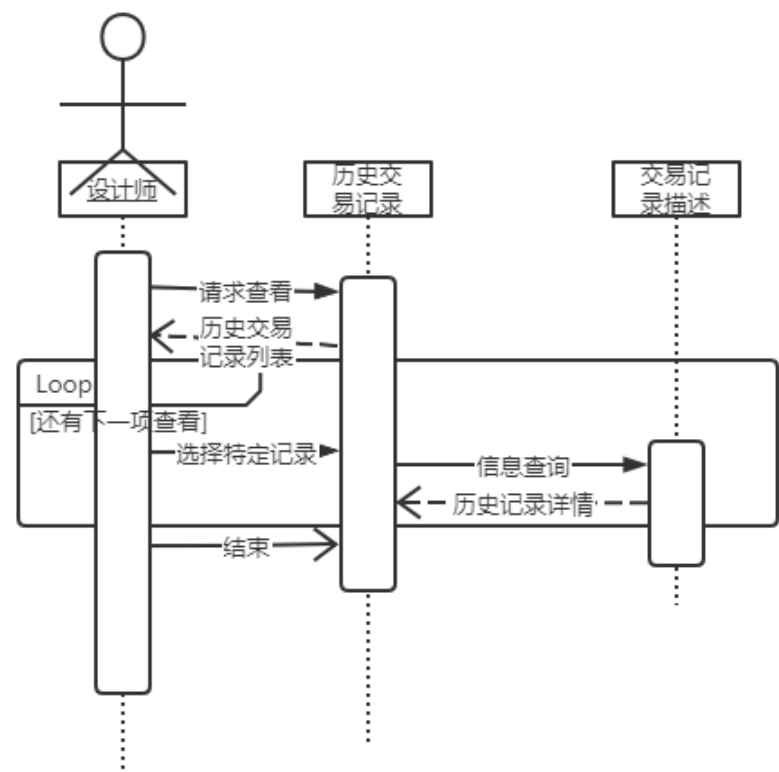 设计师
历史交
易记录
交易记
录描述
请求查看
历史交易
记录列表
Loop
[还有下一项查看]
选择特定记录
信息查询
历史记录详情
结束